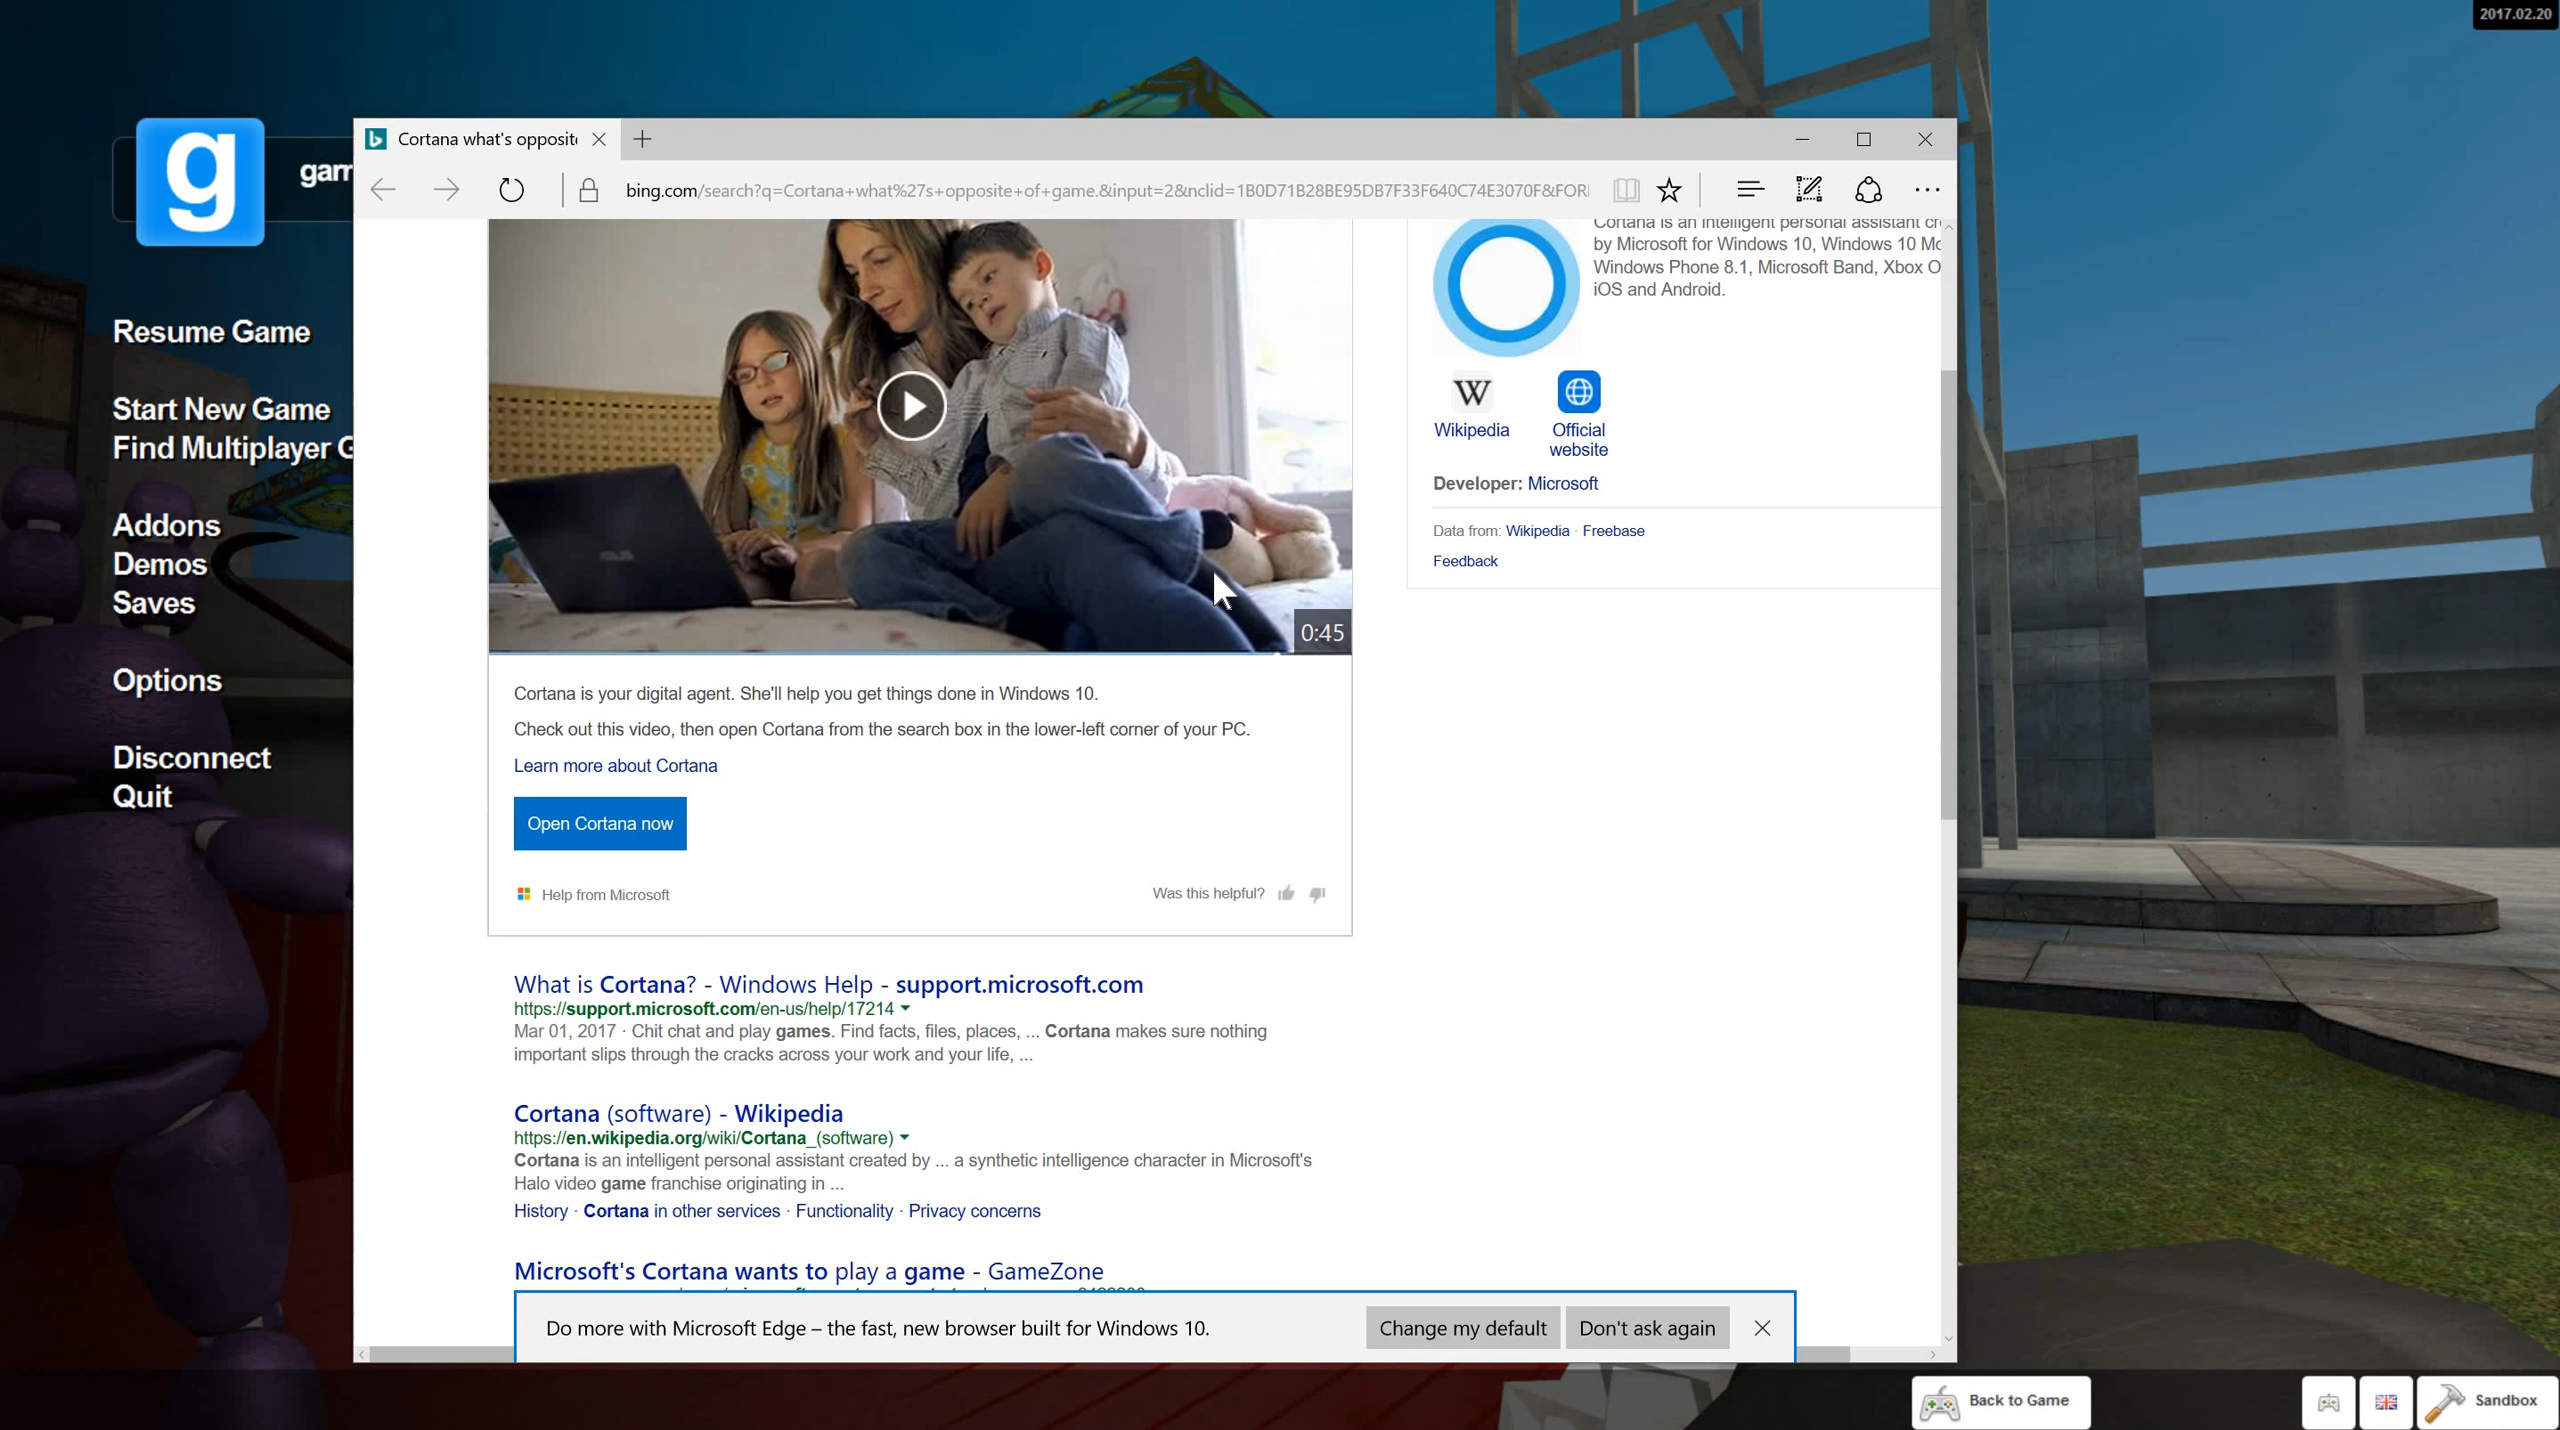 2017.02.20
g
Cortana what's opposit
bing.com/search?q=Cortana+what%27s+opposite+of+game.&input=2&nclid=1B0D71B28BE95DB7F33F640C74E3070F&FORI
Resume Game
Start New Game
Find Multiplayer G
Addons
Demos
Saves
Options
Disconnect
Quit
0:45
Cortana is your digital agent. She'll help you get things done in Windows 10.
Check out this video, then open Cortana from the search box in the lower-left corner of your PC.
Learn more about Cortana
Open Cortana now
Help from Microsoft
Was this helpful?
Cortana is an intelligent personal assistant cr
by Microsoft for Windows 10, Windows 10 Mo
Windows Phone 8.1, Microsoft Band, Xbox O
iOS and Android.
W
Wikipedia
Official
website
Developer: Microsoft
Data from: Wikipedia · Freebase
Feedback
What is Cortana? - Windows Help - support.microsoft.com
https://support.microsoft.com/en-us/help/17214
Mar 01, 2017 · Chit chat and play games. Find facts, files, places, ... Cortana makes sure nothing
important slips through the cracks across your work and your life, ...
Cortana (software) - Wikipedia
https://en.wikipedia.org/wiki/Cortana_(software)
Cortana is an intelligent personal assistant created by ... a synthetic intelligence character in Microsoft's
Halo video game franchise originating in ...
History · Cortana in other services · Functionality · Privacy concerns
Microsoft's Cortana wants to play a game - GameZone
Do more with Microsoft Edge – the fast, new browser built for Windows 10.
Change my default
Don't ask again
Back to Game
Sandbox